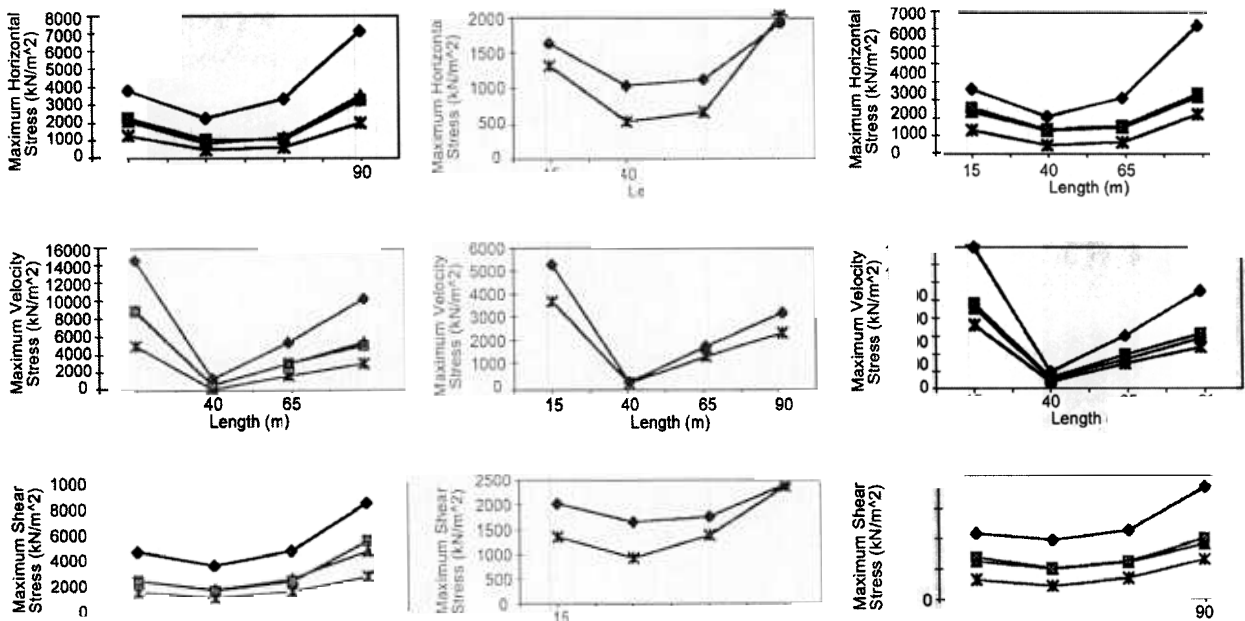 Maximum Horizontal
Stress (kN/m^2)
8000
7000
6000
5000
4000
3000
2000
1000
0
90
Maximum Horizonta
Stress (kN/m^2)
2000
1500
1000
500
0
40
Maximum Horizontal
Stress (kN/m^2)
7000
6000
5000
4000
3000
2000
1000
0
15 40 65
Length (m)
Maximum Velocity
Stress (kN/m^2)
16000
14000
12000
10000
8000
6000
4000
2000
0
40 65
Length (m)
Maximum Velocity
Stress (kN/m^2)
6000
5000
4000
3000
2000
1000
0
15 40 65 90
Length (m)
Maximum Velocity
Stress (kN/m^2)
0
40
Length
Maximum Shear
Stress (kN/m^2)
1000
8000
6000
4000
2000
0
Maximum Shear
Stress (kN/m^2)
2500
2000
1500
1000
500
0
Maximum Shear
Stress (kN/m^2)
0
90